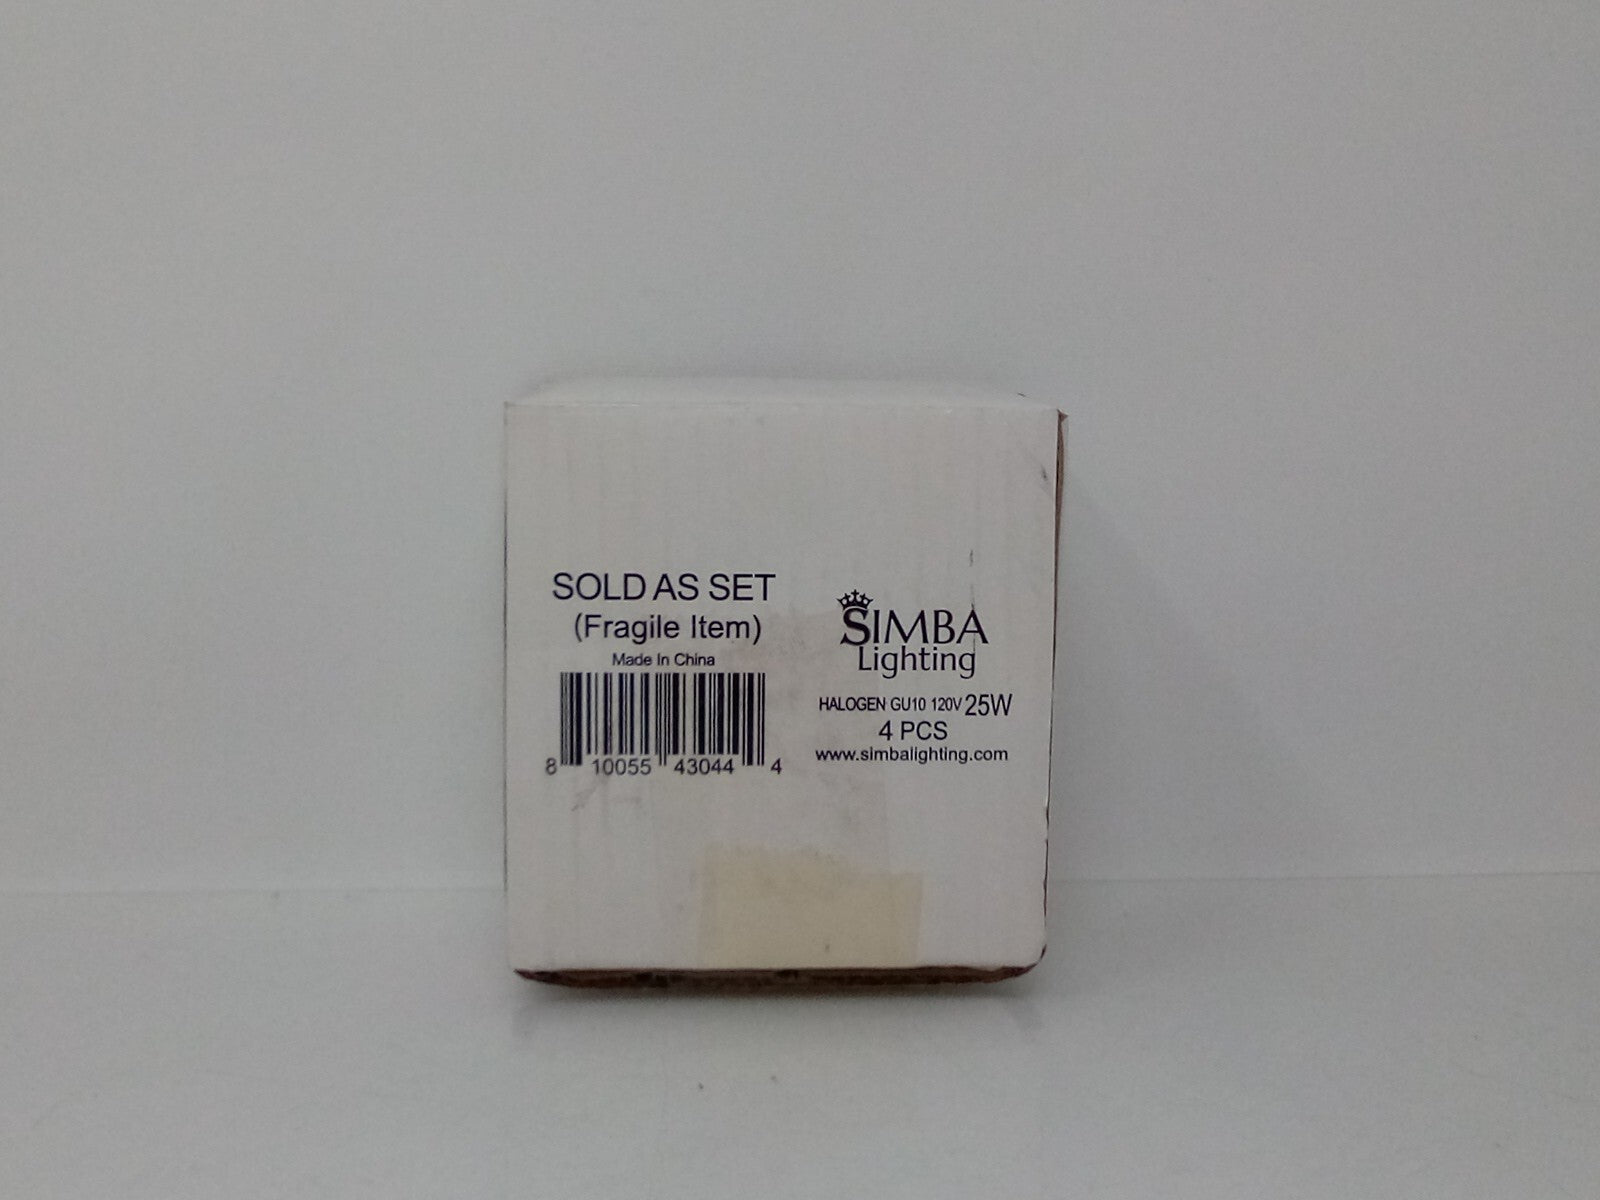 SOLD AS SET
(Fragile Item)
Made In China
8 10055 43044 4
SIMBA
Lighting
HALOGEN GU10 120V 25W
4 PCS
www.simbalighting.com